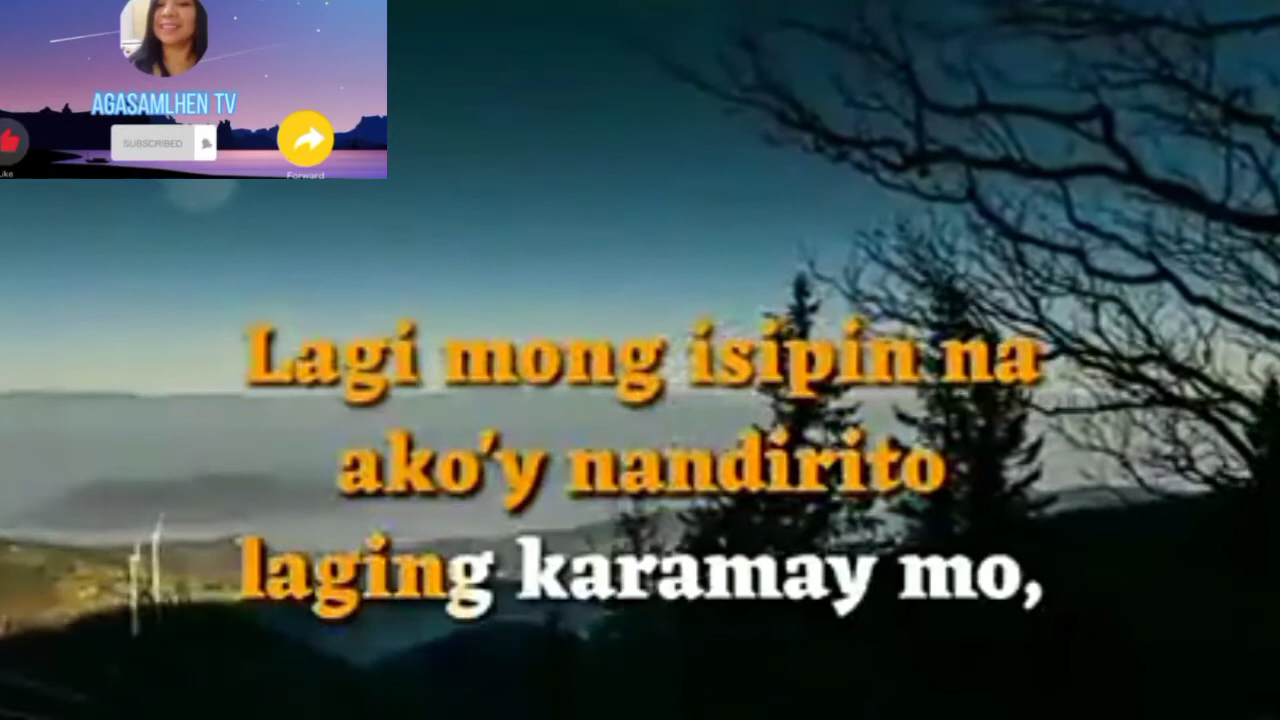 AGASAMLHEN TV
SUBSCRIBED
Forward
Lagi mong isipin na
ako'y nandirito
laging karamay mo,